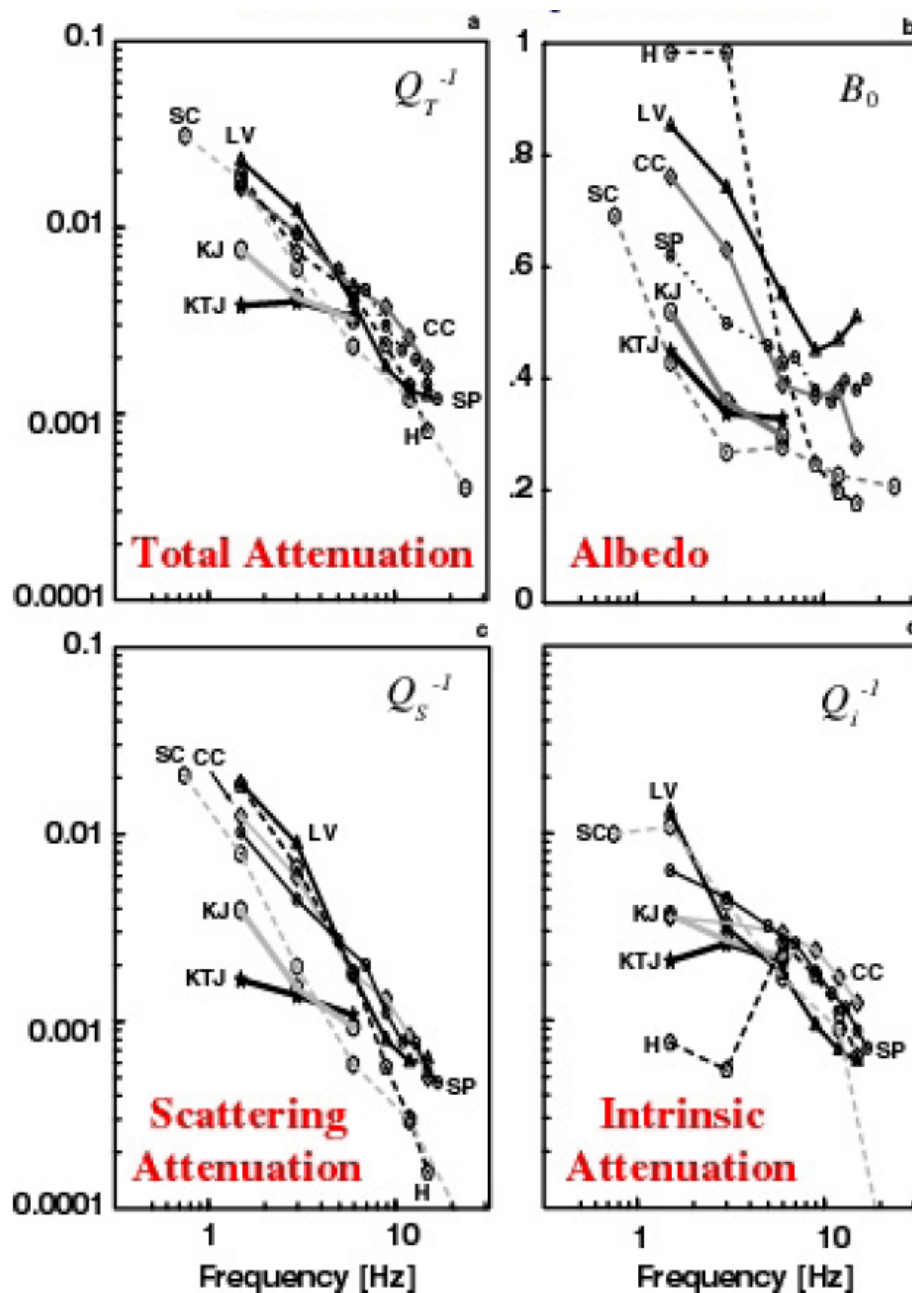 a
b
0.1
Q_T^-1
SC
LV
0.01
KJ
KTJ
CC
0.001
SP
H
Total Attenuation
0.0001
1
H
B_0
LV
.8
CC
SC
SP
.6
KJ
KTJ
.4
.2
Albedo
0
c
0.1
Q_S^-1
SC CC
0.01
LV
KJ
KTJ
0.001
SP
Scattering
Attenuation
H
0.0001
1
10
Frequency [Hz]
Q_i^-1
LV
SC
KJ
KTJ
CC
H
SP
Intrinsic
Attenuation
1
10
Frequency [Hz]